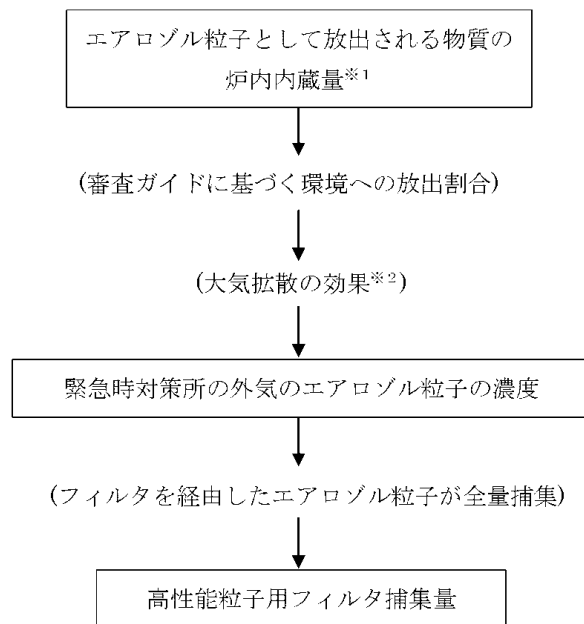 エアロゾル粒子として放出される物質の
炉内内蔵量※1
(審査ガイドに基づく環境への放出割合)
(大気拡散の効果※2)
緊急時対策所の外気のエアロゾル粒子の濃度
(フィルタを経由したエアロゾル粒子が全量捕集)
高性能粒子用フィルタ捕集量